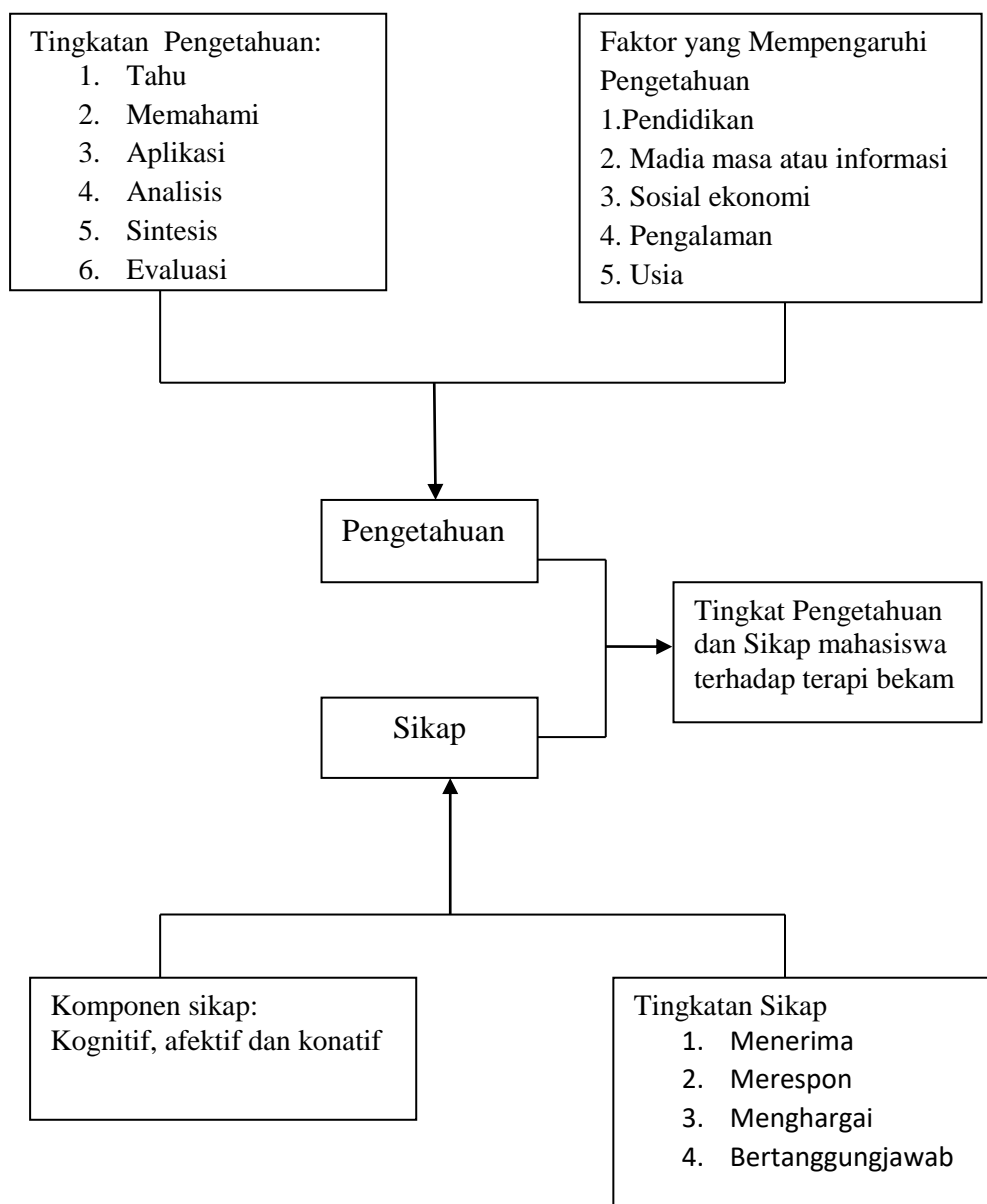 Tingkatan  Pengetahuan:
1. Tahu
2. Memahami
3. Aplikasi
4. Analisis
5. Sintesis
6. Evaluasi
Faktor yang Mempengaruhi
Pengetahuan
1.Pendidikan
2. Madia masa atau informasi
3. Sosial ekonomi
4. Pengalaman
5. Usia
Pengetahuan
Tingkat Pengetahuan
dan Sikap mahasiswa
terhadap terapi bekam
Sikap
Komponen sikap:
Kognitif, afektif dan konatif
Tingkatan Sikap
1. Menerima
2. Merespon
3. Menghargai
4. Bertanggungjawab